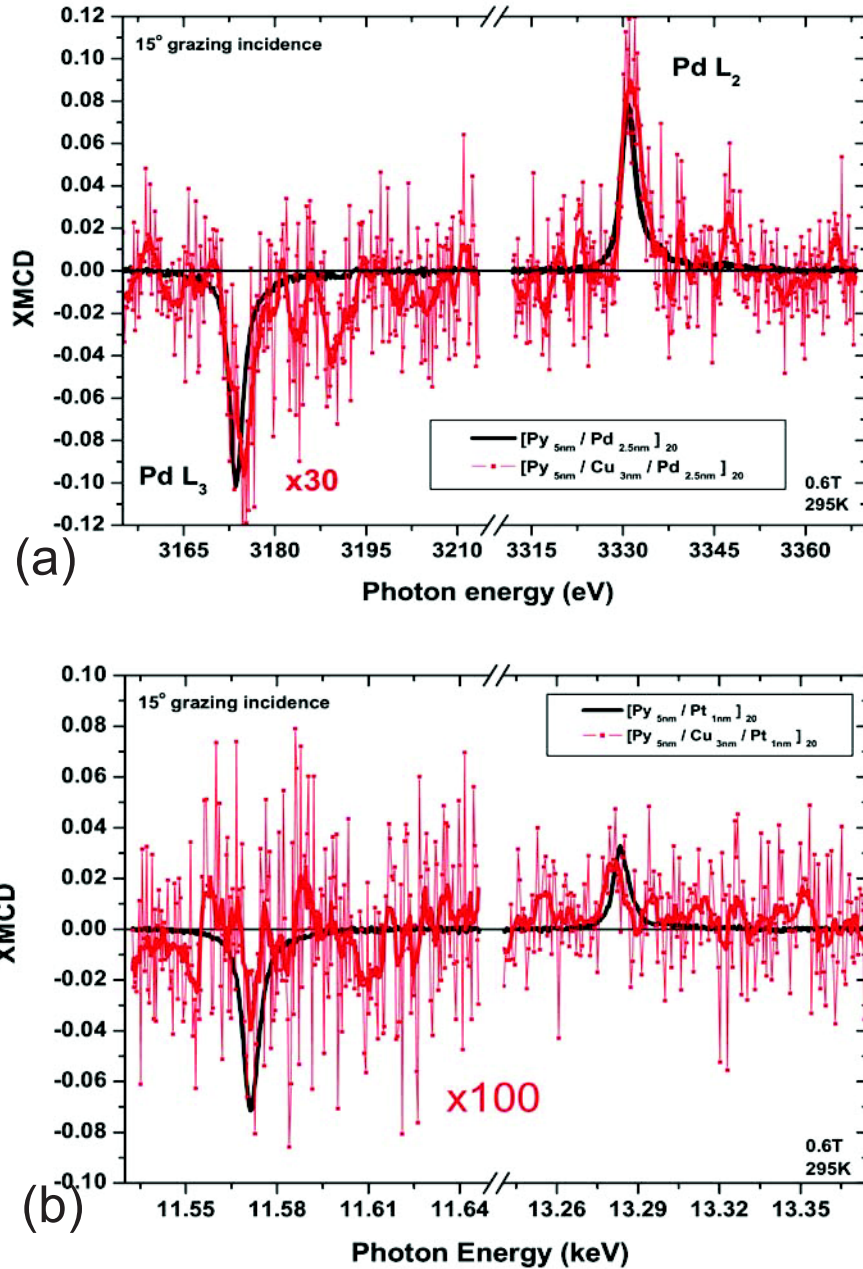 0.12
0.10
0.08
0.06
0.04
0.02
0.00
-0.02
-0.04
-0.06
-0.08
-0.10
-0.12
XMCD
15° grazing incidence
Pd L2
Pd L3
x30
[Py 5nm / Pd 2.5nm ] 20
[Py 5nm / Cu 3nm / Pd 2.5nm ] 20
0.6T
295K
3165 3180 3195 3210 3315 3330 3345 3360
(a)
Photon energy (eV)
0.10
0.08
0.06
0.04
0.02
0.00
-0.02
-0.04
-0.06
-0.08
-0.10
XMCD
15° grazing incidence
[Py 5nm / Pt 1nm ] 20
[Py 5nm / Cu 3nm / Pt 1nm ] 20
x100
0.6T
295K
11.55 11.58 11.61 11.64 13.26 13.29 13.32 13.35
(b)
Photon Energy (keV)